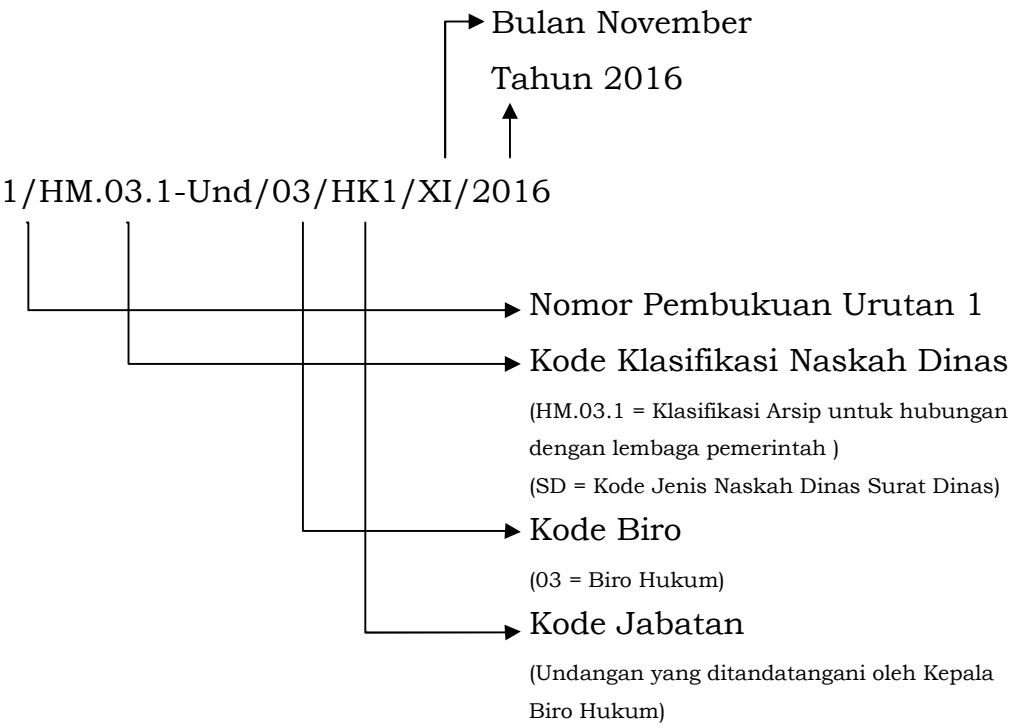 Bulan November
Tahun 2016
1/HM.03.1-Und/03/HK1/XI/2016
Nomor Pembukuan Urutan 1
Kode Klasifikasi Naskah Dinas
(HM.03.1 = Klasifikasi Arsip untuk hubungan
dengan lembaga pemerintah )
(SD = Kode Jenis Naskah Dinas Surat Dinas)
Kode Biro
(03 = Biro Hukum)
Kode Jabatan
(Undangan yang ditandatangani oleh Kepala
Biro Hukum)